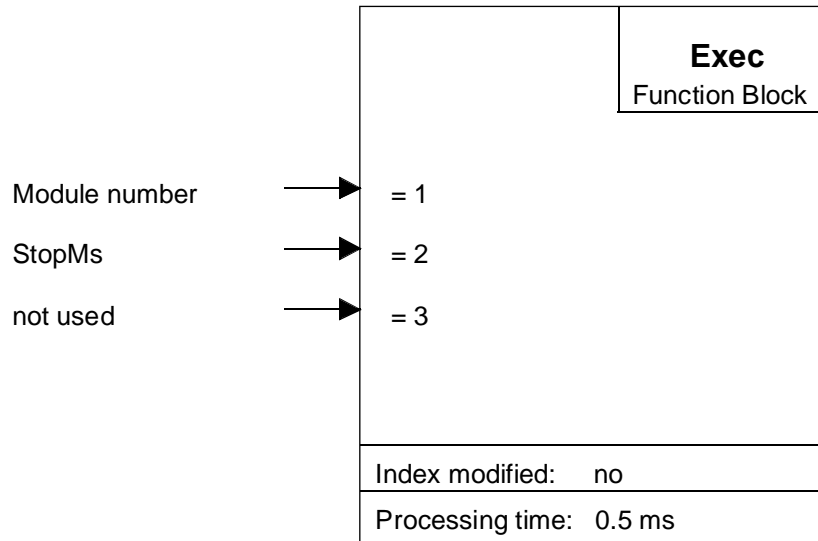 Exec
Function Block
Module number = 1
StopMs = 2
not used = 3
Index modified: no
Processing time: 0.5 ms